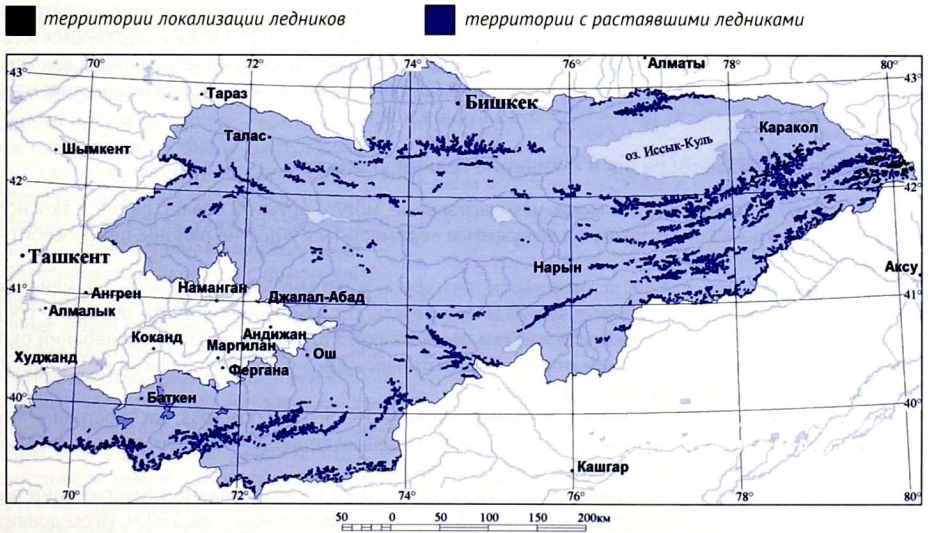 территории локализации ледников
территории с растаявшими ледниками
70° 72° 74° 76° 78° 80°
43° 43°
Алматы
Тараз
Бишкек
Талас
Каракол
Шымкент
оз. Иссык-Куль
42° 42°
Ташкент
Нарын
Аксу
41° 41°
Ангрен
Наманган
Джалал-Абад
Алмалык
Андижан
Коканд
Маргилан
Ош
Худжанд
Фергана
40° 40°
Баткен
Кашгар
70° 72° 74° 76° 78° 80°
50 0 50 100 150 200км